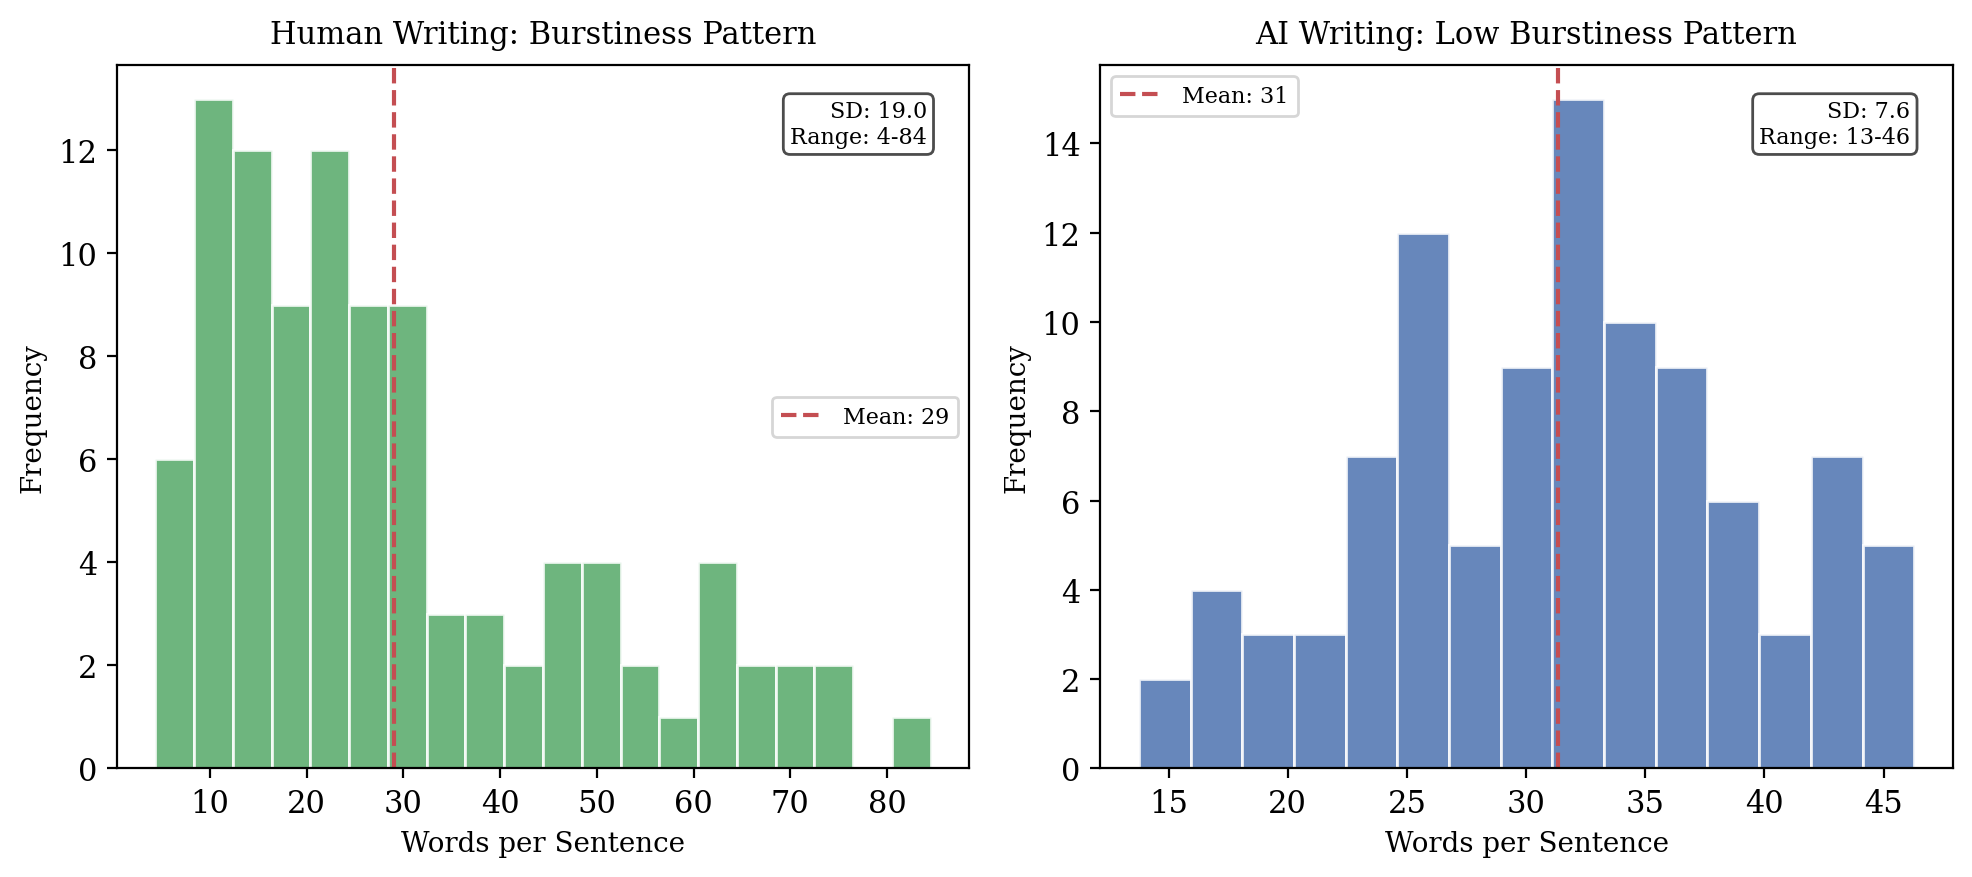 Human Writing: Burstiness Pattern
SD: 19.0
Range: 4-84
Mean: 29
Frequency
0
2
4
6
8
10
12
10 20 30 40 50 60 70 80
Words per Sentence
AI Writing: Low Burstiness Pattern
Mean: 31
SD: 7.6
Range: 13-46
Frequency
0
2
4
6
8
10
12
14
15 20 25 30 35 40 45
Words per Sentence